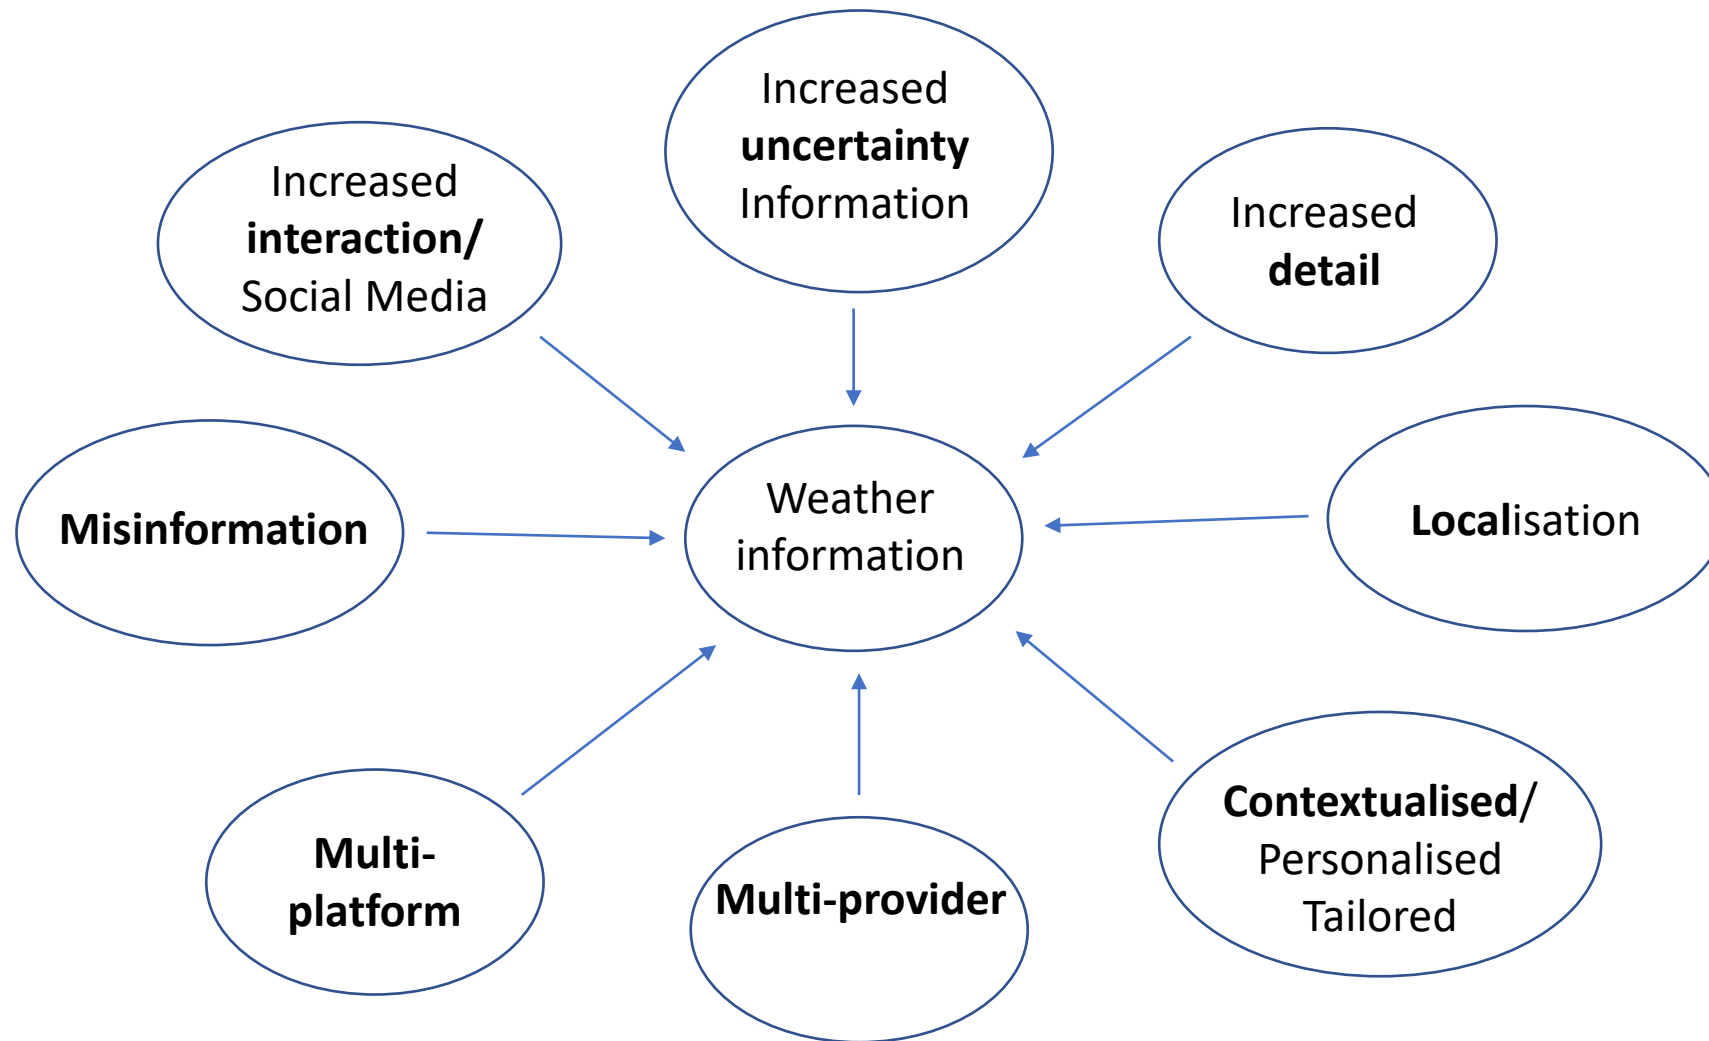 Increased
uncertainty
Information
Increased
interaction/
Social Media
Increased
detail
Misinformation
Weather
information
Localisation
Multi-
platform
Multi-provider
Contextualised/
Personalised
Tailored